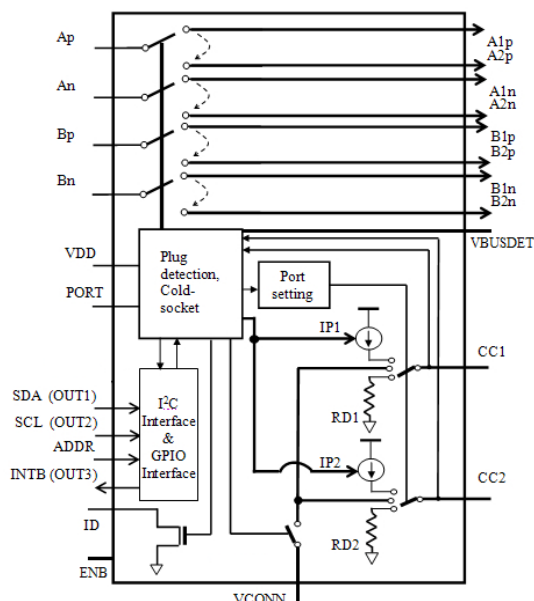 Ap
A1p
A2p
An
A1n
A2n
Bp
B1p
B2p
Bn
B1n
B2n
VBUSDET
VDD
Plug
detection,
Cold-
socket
Port
setting
PORT
IP1
CC1
SDA (OUT1)
SCL (OUT2)
ADDR
INTB (OUT3)
I²C
Interface
&
GPIO
Interface
RD1
IP2
CC2
ID
RD2
ENB
VCONN